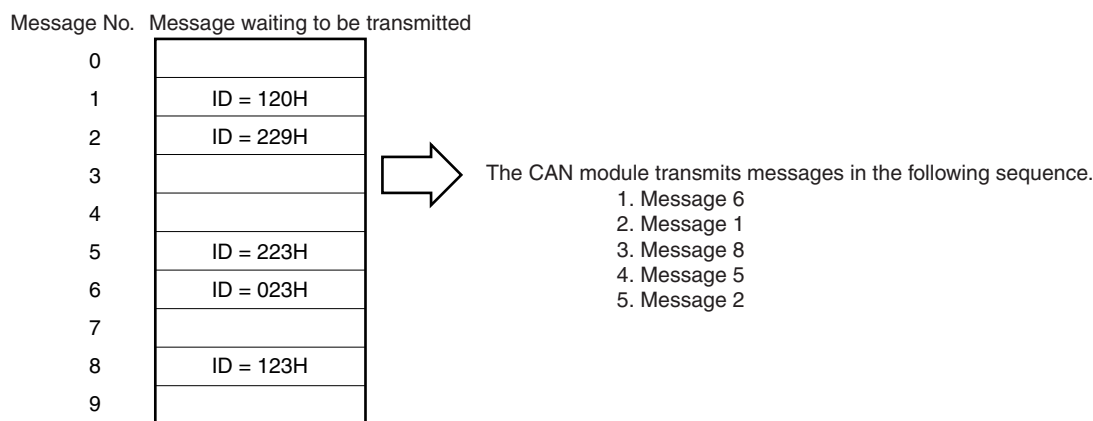 Message No. Message waiting to be transmitted
0
1 ID = 120H
2 ID = 229H
3
4
5 ID = 223H
6 ID = 023H
7
8 ID = 123H
9
The CAN module transmits messages in the following sequence.
1. Message 6
2. Message 1
3. Message 8
4. Message 5
5. Message 2